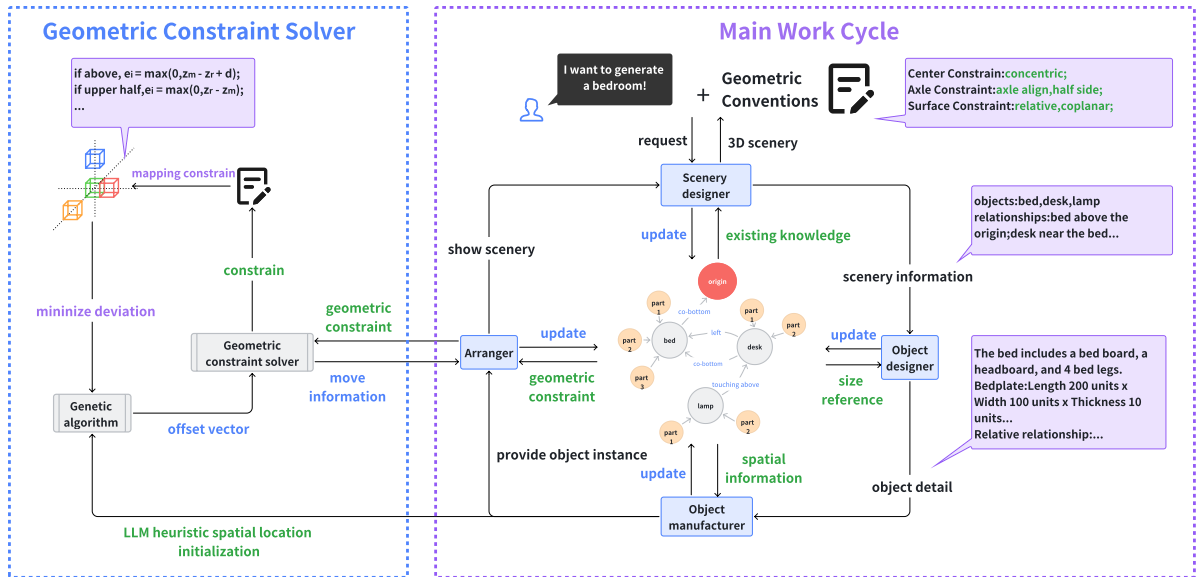 Geometric Constraint Solver
if above, ei = max(0,zm - zr + d);
if upper half,ei = max(0,zr - zm);
...
mapping constrain
constrain
mininize deviation
Geometric
constraint solver
Genetic
algorithm
offset vector
geometric
constraint
move
information
LLM heuristic spatial location
initialization
Main Work Cycle
I want to generate
a bedroom!
+
Geometric
Conventions
Center Constrain:concentric;
Axle Constraint:axle align,half side;
Surface Constraint:relative,coplanar;
request
3D scenery
Scenery
designer
update
existing knowledge
show scenery
objects:bed,desk,lamp
relationships:bed above the
origin;desk near the bed...
scenery information
origin
part
1
co-bottom
part
1
part
2
left
part
2
bed
desk
co-bottom
part
3
touching above
lamp
part
1
part
2
Arranger
update
geometric
constraint
update
size
reference
Object
designer
The bed includes a bed board, a
headboard, and 4 bed legs.
Bedplate:Length 200 units x
Width 100 units x Thickness 10
units...
Relative relationship:...
provide object instance
update
spatial
information
object detail
Object
manufacturer